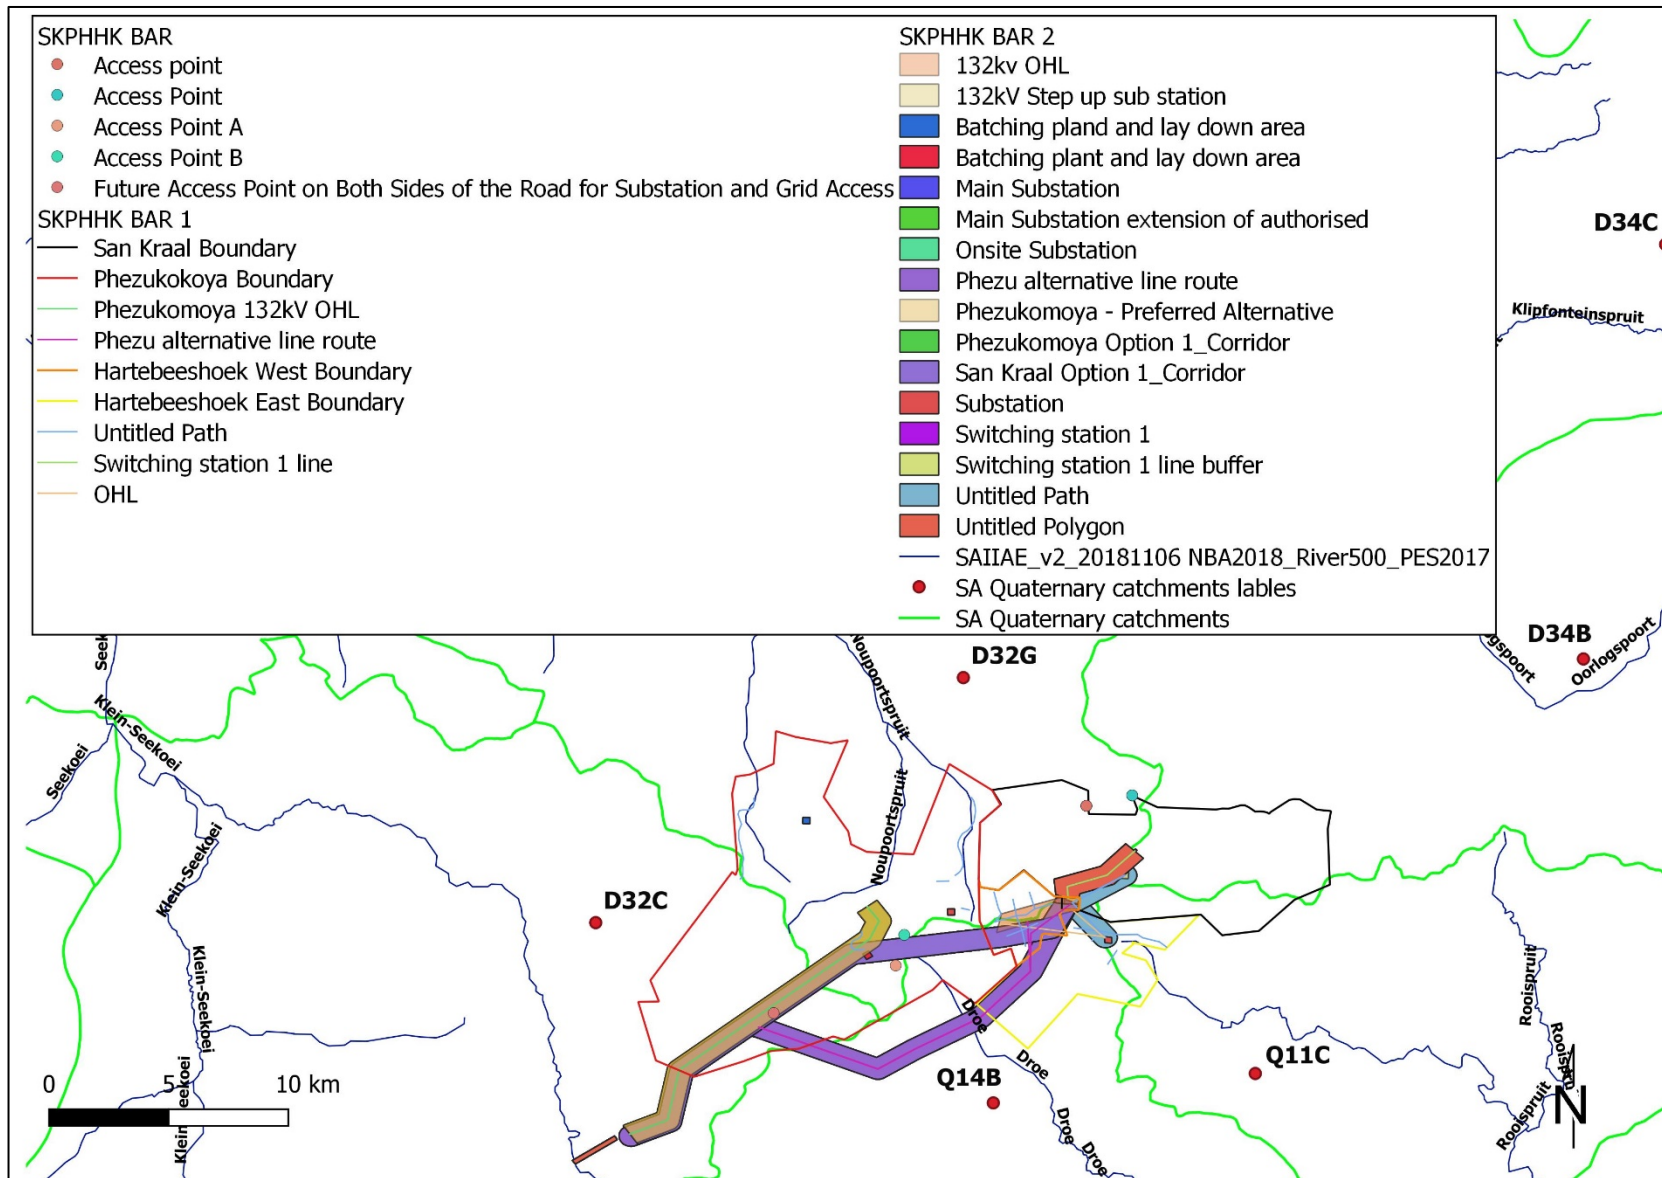 SKPHHK BAR
Access point
Access Point
Access Point A
Access Point B
Future Access Point on Both Sides of the Road for Substation and Grid Access
SKPHHK BAR 1
San Kraal Boundary
Phezukokoya Boundary
Phezukomoya 132kV OHL
Phezu alternative line route
Hartebeeshoek West Boundary
Hartebeeshoek East Boundary
Untitled Path
Switching station 1 line
OHL
SKPHHK BAR 2
132kv OHL
132kV Step up sub station
Batching pland and lay down area
Batching plant and lay down area
Main Substation
Main Substation extension of authorised
Onsite Substation
Phezu alternative line route
Phezukomoya - Preferred Alternative
Phezukomoya Option 1_Corridor
San Kraal Option 1_Corridor
Substation
Switching station 1
Switching station 1 line buffer
Untitled Path
Untitled Polygon
SAIIAE_v2_20181106 NBA2018_River500_PES2017
SA Quaternary catchments lables
SA Quaternary catchments
D34C
Klipfonteinspruit
D34B
gspoort
Oorlogspoort
D32G
Seek
Noupoortspruit
Klein-Seekoei
Seekoei
Noupoortspruit
Klein-Seekoei
D32C
Klein-Seekoei
Rooispruit
Droe
Rooispru
Droe
Q14B
Q11C
0 5 10 km
Klein-Seekoei
Droe
Rooispruit
N
Droe